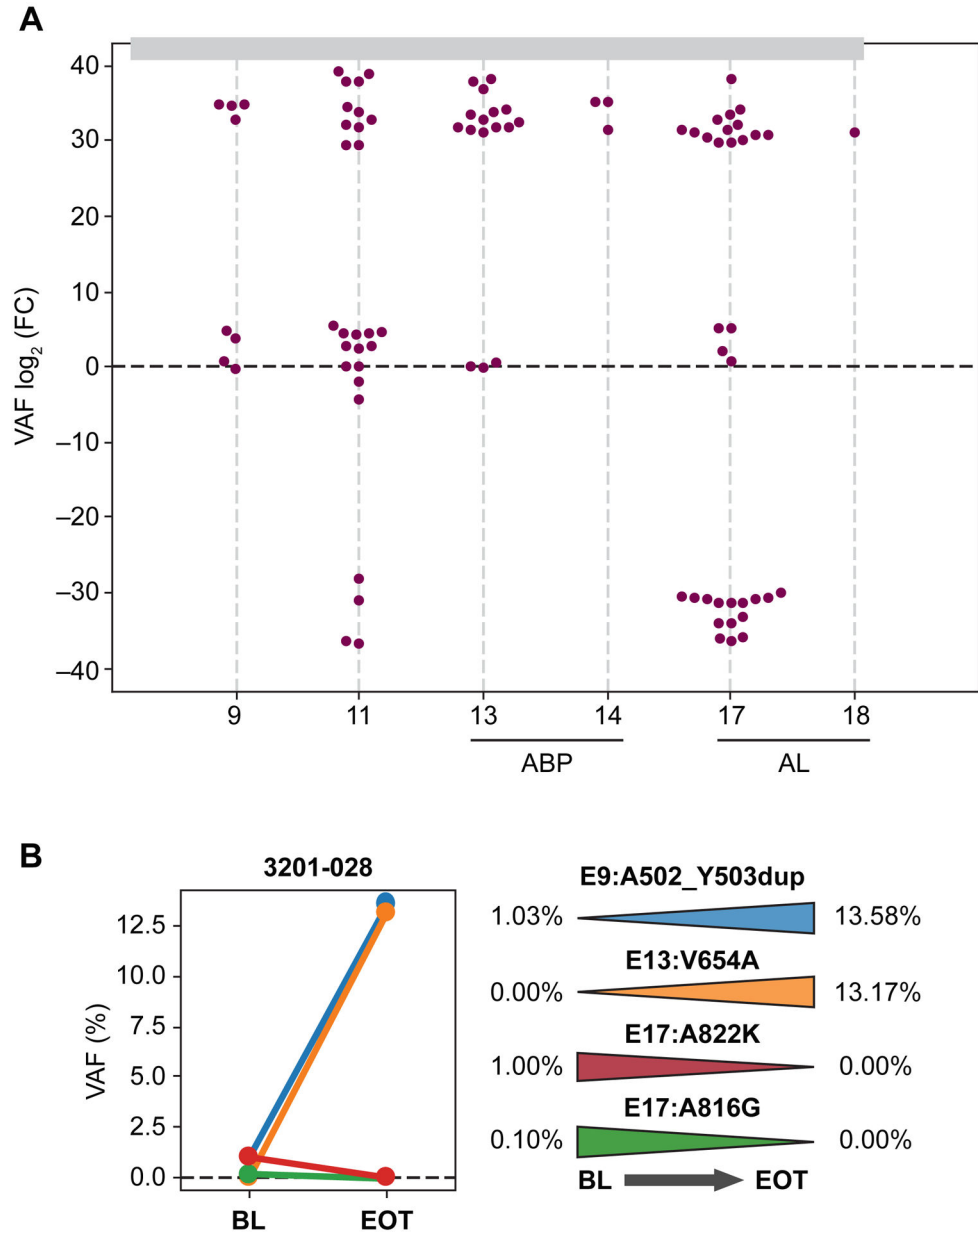 A
VAF log2 (FC)
40
30
20
10
0
−10
−20
−30
−40
9 11 13 14 17 18
ABP AL
B
3201-028
VAF (%)
12.5
10.0
7.5
5.0
2.5
0.0
BL EOT
E9:A502_Y503dup
1.03% 13.58%
E13:V654A
0.00% 13.17%
E17:A822K
1.00% 0.00%
E17:A816G
0.10% 0.00%
BL EOT